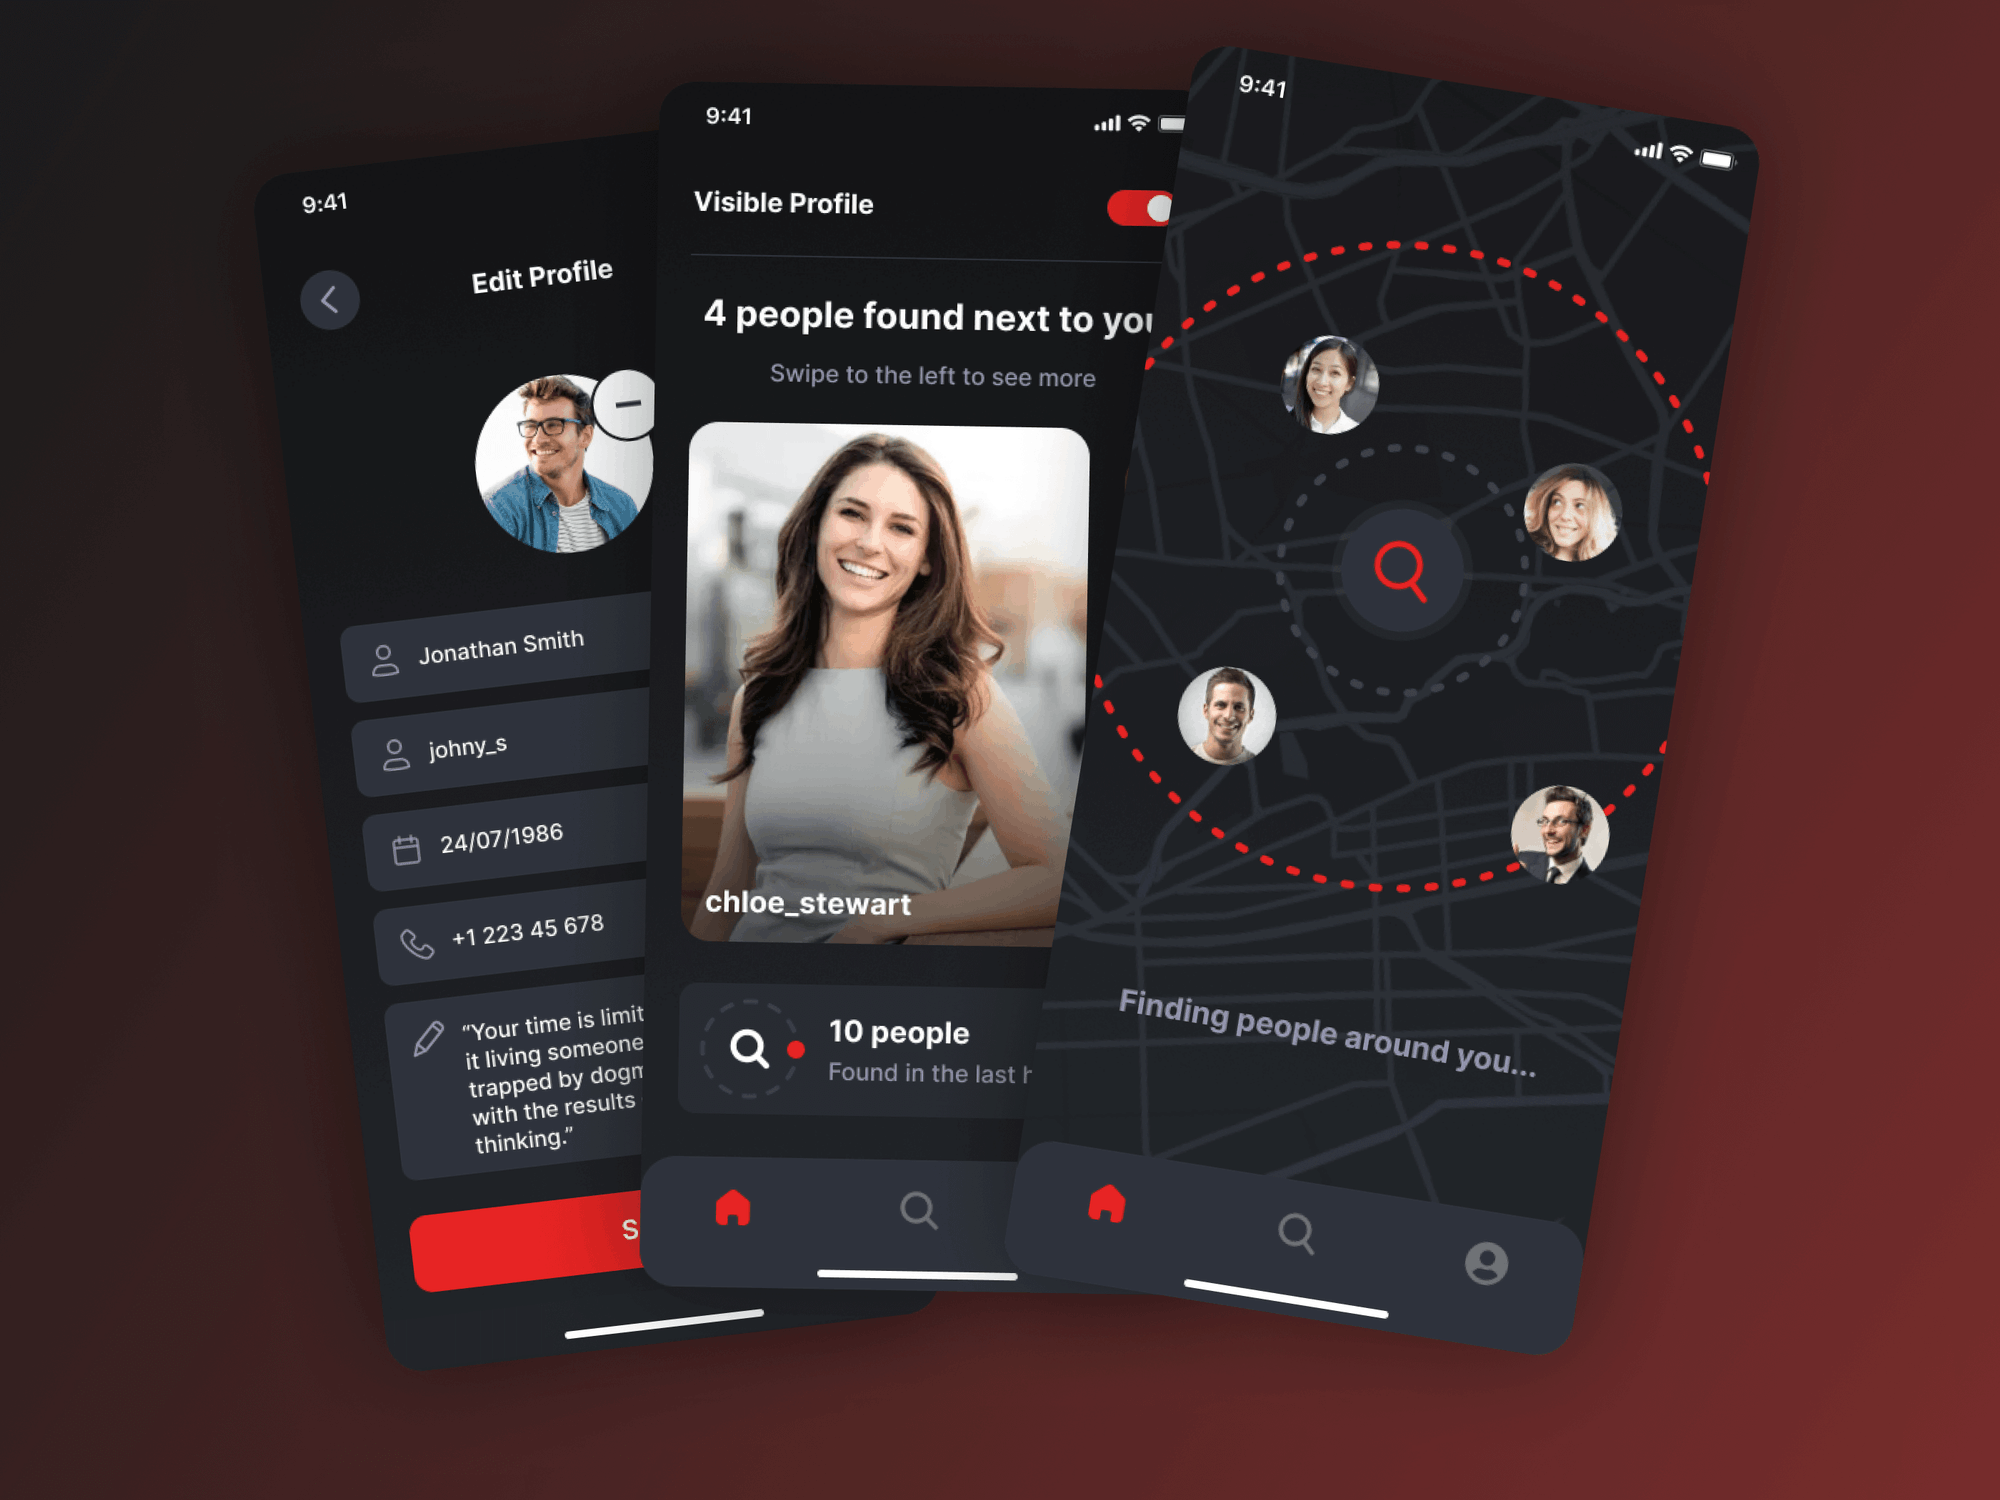 9:41
Edit Profile
Jonathan Smith
johny_s
24/07/1986
+1 223 45 678
“Your time is limit
it living someone
trapped by dogm
with the results
thinking.”
S
9:41
Visible Profile
4 people found next to you
Swipe to the left to see more
chloe_stewart
10 people
Found in the last h
9:41
Finding people around you...